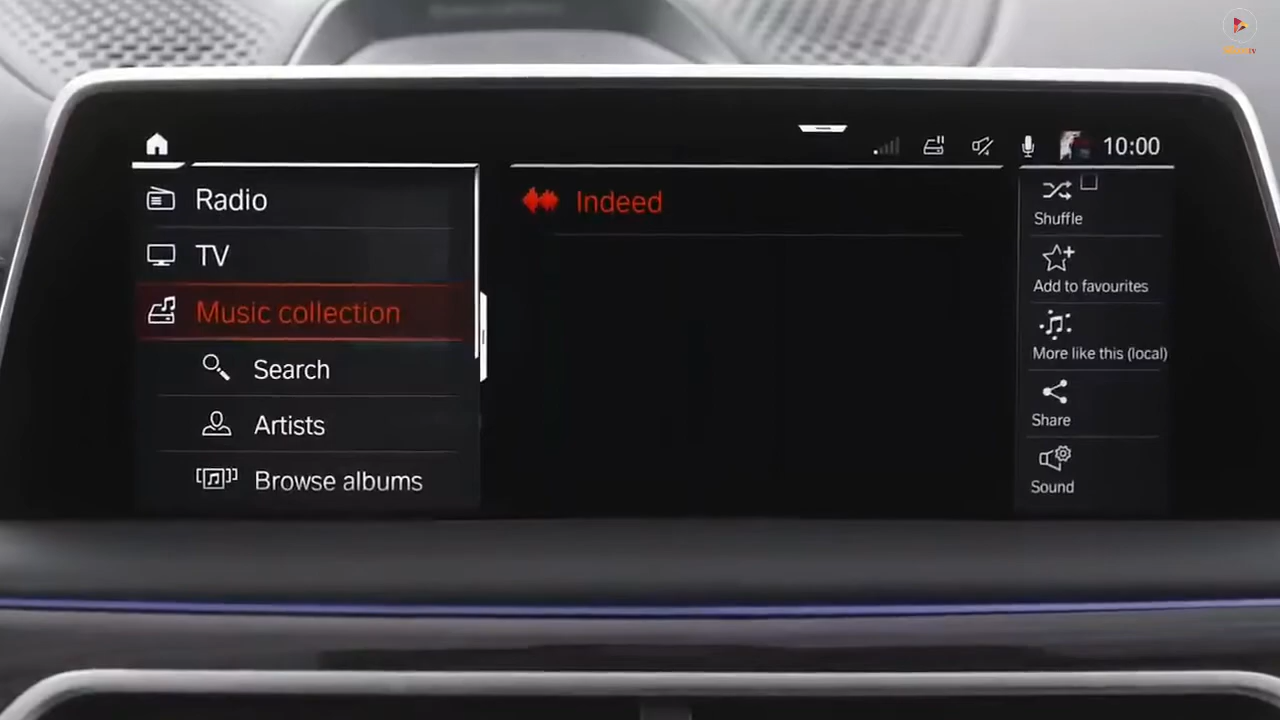 10:00
Radio
TV
Music collection
Search
Artists
Browse albums
Indeed
Shuffle
Add to favourites
More like this (local)
Share
Sound